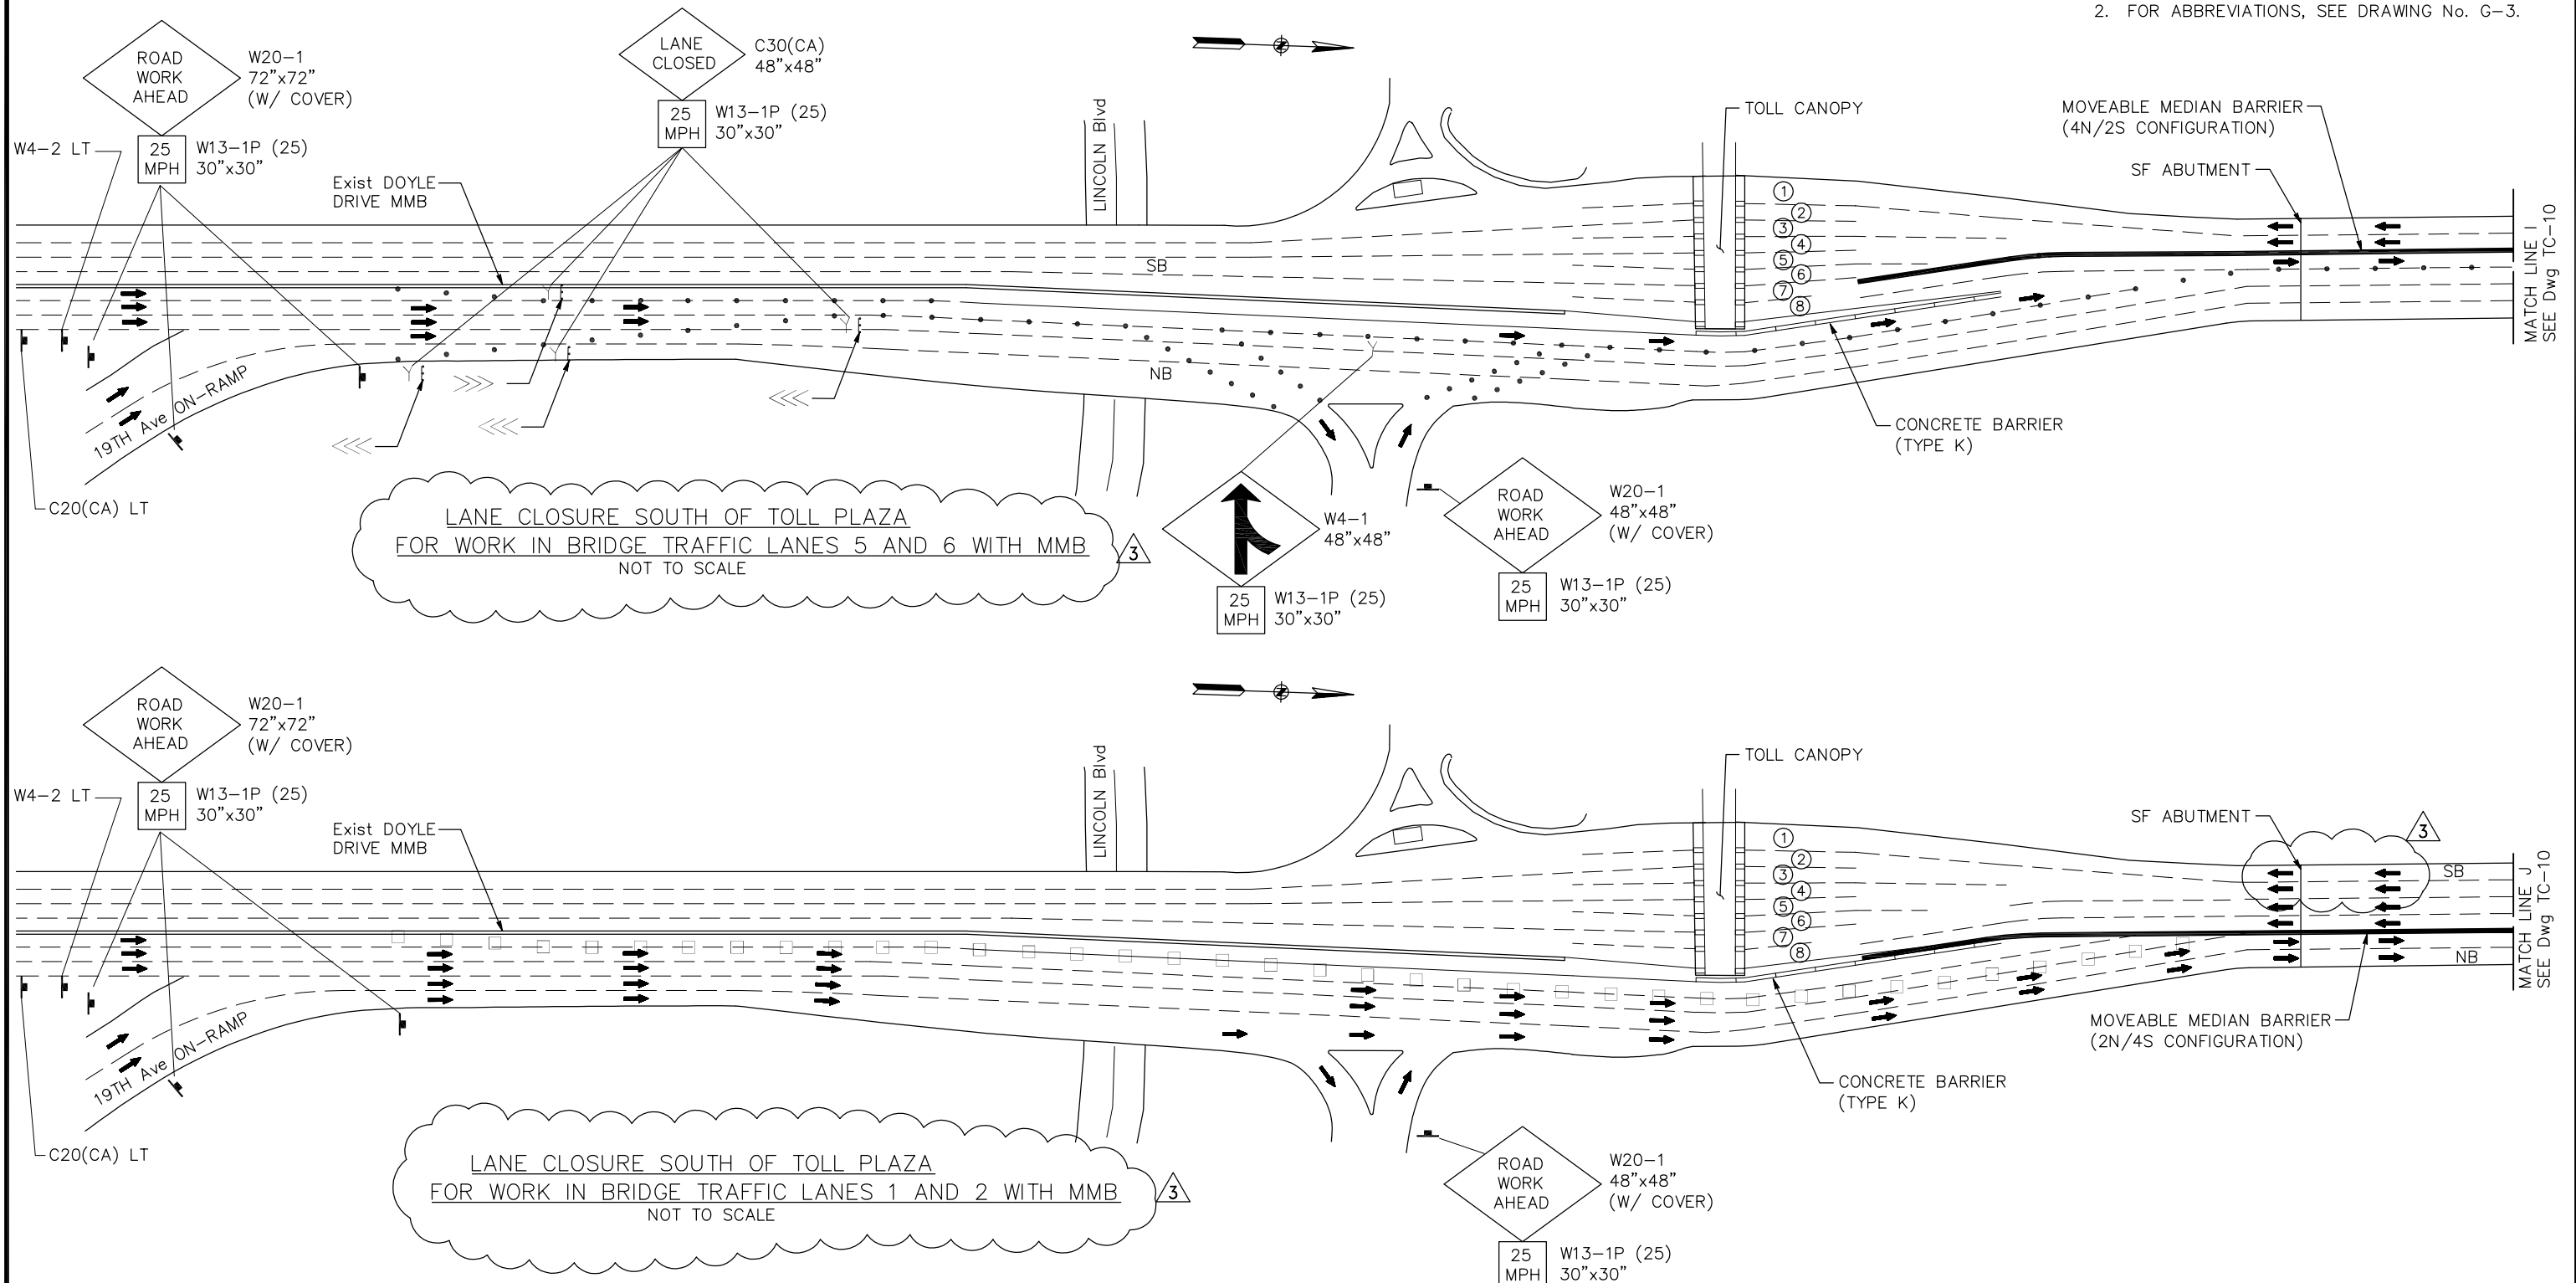 2. FOR ABBREVIATIONS, SEE DRAWING No. G-3.
ROAD
WORK
AHEAD
W20-1
72"x72"
(W/ COVER)
25
MPH
W13-1P (25)
30"x30"
W4-2 LT
Exist DOYLE
DRIVE MMB
LANE
CLOSED
C30(CA)
48"x48"
25
MPH
W13-1P (25)
30"x30"
LINCOLN Blvd
TOLL CANOPY
MOVEABLE MEDIAN BARRIER
(4N/2S CONFIGURATION)
SF ABUTMENT
1
2
3
4
5
6
7
8
SB
NB
MATCH LINE I
SEE Dwg TC-10
19TH Ave ON-RAMP
C20(CA) LT
CONCRETE BARRIER
(TYPE K)
LANE CLOSURE SOUTH OF TOLL PLAZA
FOR WORK IN BRIDGE TRAFFIC LANES 5 AND 6 WITH MMB
NOT TO SCALE
3
W4-1
48"x48"
25
MPH
W13-1P (25)
30"x30"
ROAD
WORK
AHEAD
W20-1
48"x48"
(W/ COVER)
25
MPH
W13-1P (25)
30"x30"
ROAD
WORK
AHEAD
W20-1
72"x72"
(W/ COVER)
25
MPH
W13-1P (25)
30"x30"
W4-2 LT
Exist DOYLE
DRIVE MMB
LINCOLN Blvd
TOLL CANOPY
SF ABUTMENT
3
1
2
3
4
5
6
7
8
SB
NB
MATCH LINE J
SEE Dwg TC-10
MOVEABLE MEDIAN BARRIER
(2N/4S CONFIGURATION)
19TH Ave ON-RAMP
C20(CA) LT
CONCRETE BARRIER
(TYPE K)
LANE CLOSURE SOUTH OF TOLL PLAZA
FOR WORK IN BRIDGE TRAFFIC LANES 1 AND 2 WITH MMB
NOT TO SCALE
3
ROAD
WORK
AHEAD
W20-1
48"x48"
(W/ COVER)
25
MPH
W13-1P (25)
30"x30"